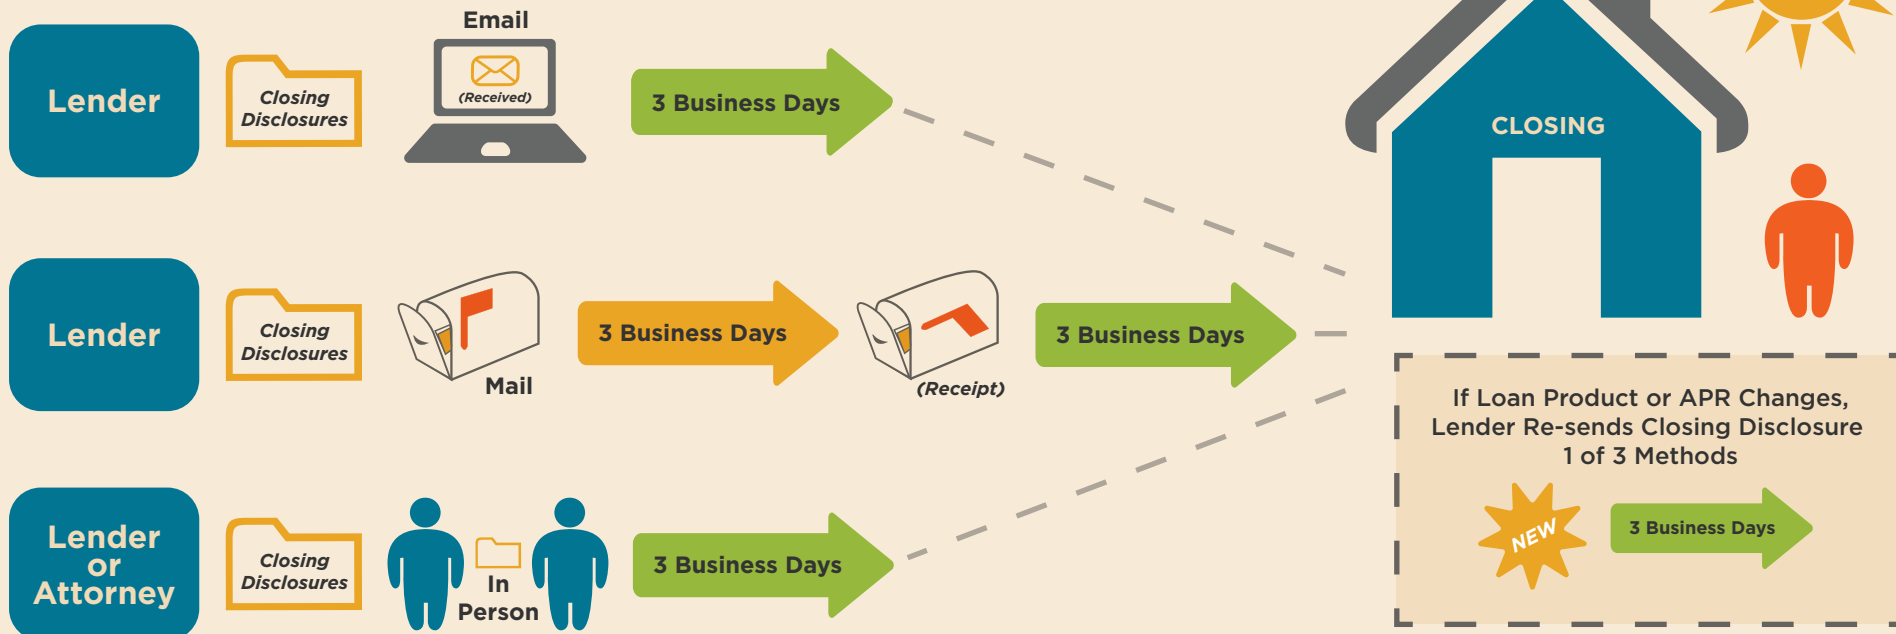 Email
Lender
Closing
Disclosures
(Received)
3 Business Days
CLOSING
Lender
Closing
Disclosures
Mail
3 Business Days
(Receipt)
3 Business Days
If Loan Product or APR Changes,
Lender Re-sends Closing Disclosure
1 of 3 Methods
NEW
3 Business Days
Lender
or
Attorney
Closing
Disclosures
In
Person
3 Business Days